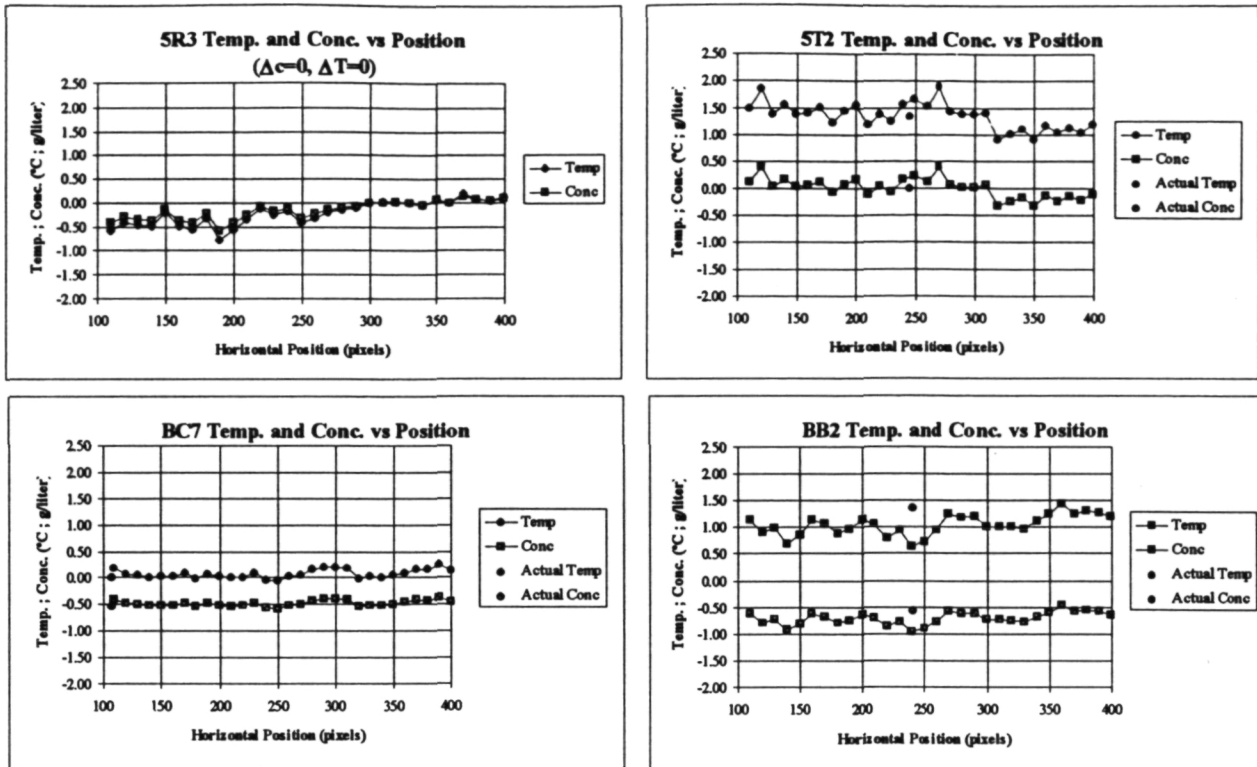 5R3 Temp. and Conc. vs Position
(Δc=0, ΔT=0)
Temp. ; Conc. (°C ; g/liter)
2.50
2.00
1.50
1.00
0.50
0.00
-0.50
-1.00
-1.50
-2.00
100 150 200 250 300 350 400
Horizontal Position (pixels)
Temp
Conc
5T2 Temp. and Conc. vs Position
Temp. ; Conc. (°C ; g/liter)
2.50
2.00
1.50
1.00
0.50
0.00
-0.50
-1.00
-1.50
-2.00
100 150 200 250 300 350 400
Horizontal Position (pixels)
Temp
Conc
Actual Temp
Actual Conc
BC7 Temp. and Conc. vs Position
Temp. ; Conc. (°C ; g/liter)
2.50
2.00
1.50
1.00
0.50
0.00
-0.50
-1.00
-1.50
-2.00
100 150 200 250 300 350 400
Horizontal Position (pixels)
Temp
Conc
Actual Temp
Actual Conc
BB2 Temp. and Conc. vs Position
Temp. ; Conc. (°C ; g/liter)
2.50
2.00
1.50
1.00
0.50
0.00
-0.50
-1.00
-1.50
-2.00
100 150 200 250 300 350 400
Horizontal Position (pixels)
Temp
Conc
Actual Temp
Actual Conc